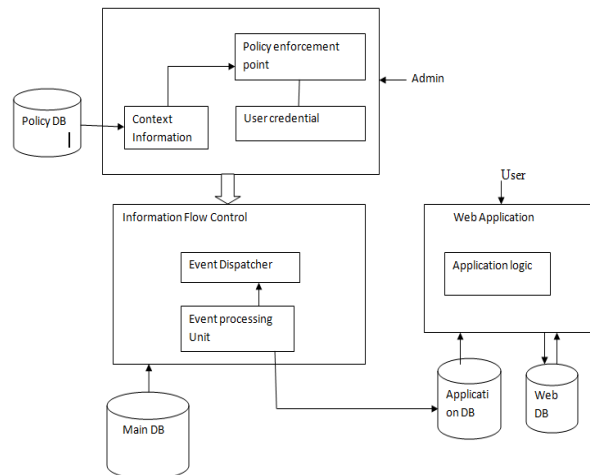 Policy enforcement
point
Admin
Policy DB
Context
Information
User credential
User
Information Flow Control
Web Application
Event Dispatcher
Application logic
Event processing
Unit
Main DB
Applicati
on DB
Web
DB